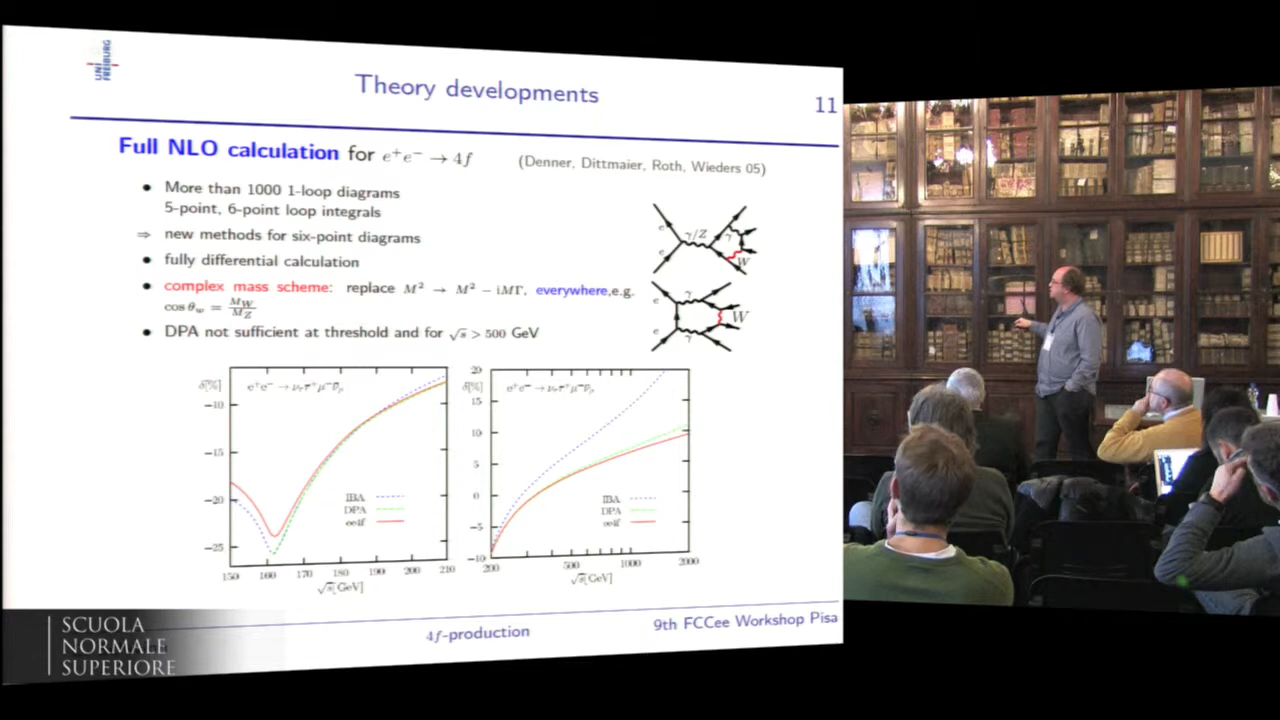 UNI
FREIBURG
Theory developments
11
Full NLO calculation for e⁺e⁻ → 4f (Denner, Dittmaier, Roth, Wieders 05)
• More than 1000 1-loop diagrams
5-point, 6-point loop integrals
⇒ new methods for six-point diagrams
• fully differential calculation
• complex mass scheme: replace M² → M² − iMΓ, everywhere,e.g.
cos θ_w = M_W/M_Z
• DPA not sufficient at threshold and for √s > 500 GeV
e
e
γ/Z
γ
W
e
e
γ
γ
W
δ[%]
e⁺e⁻ → ν_τ τ⁺ μ⁻ ν̄_μ
−10
−15
−20
−25
IBA
DPA
ee4f
150 160 170 180 190 200 210
√s[GeV]
δ[%]
e⁺e⁻ → ν_τ τ⁺ μ⁻ ν̄_μ
20
15
10
5
0
−5
−10
IBA
DPA
ee4f
200 500 1000 2000
√s[GeV]
4f-production
9th FCCee Workshop Pisa
SCUOLA
NORMALE
SUPERIORE